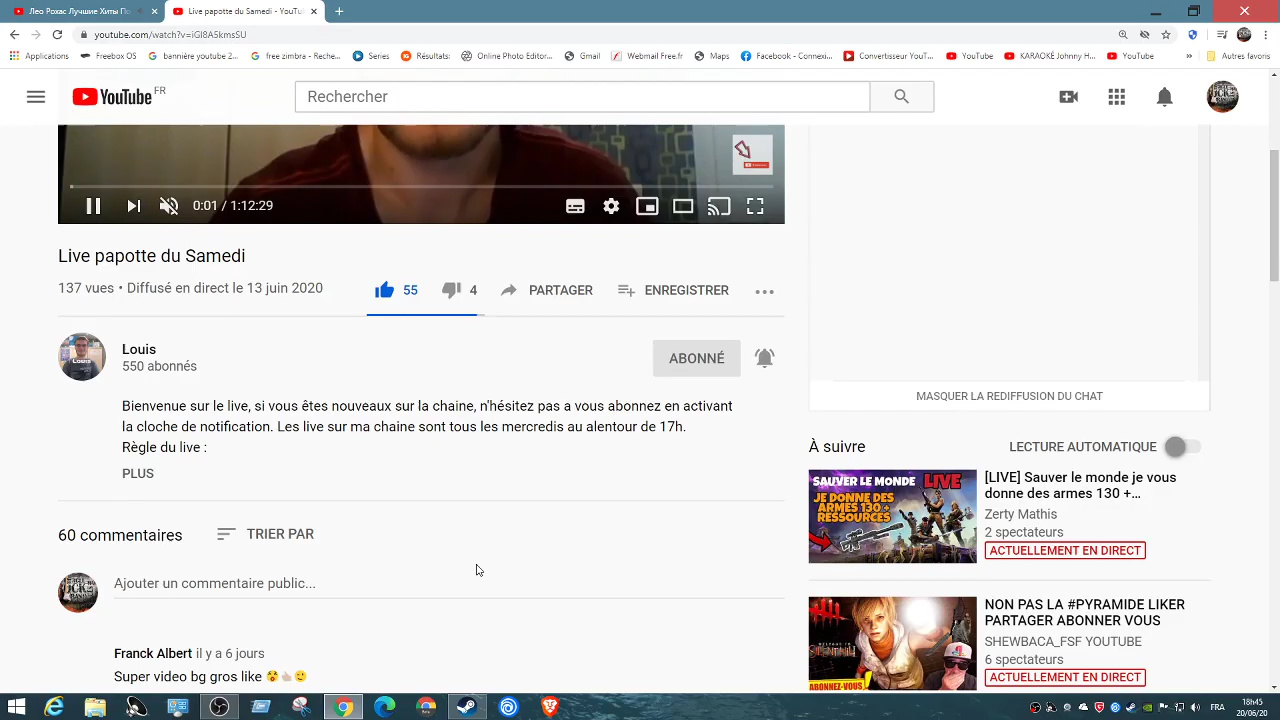 Лео Рохас Лучшие Пь
Live papotte du Samedi - YouTub
youtube.com/watch?v=iGI8A5kmsSU
Applications
Freebox OS
bannière youtube 2...
free zimbra - Reche...
Series
Résultats
Online Photo Editor...
Gmail
Webmail Free.fr
Maps
Facebook - Connex...
Convertisseur YouT...
YouTube
KARAOKÉ Johnny H...
YouTube
»
Autres favoris
YouTube FR
Rechercher
0:01 / 1:12:29
Live papotte du Samedi
137 vues • Diffusé en direct le 13 juin 2020
55
4
PARTAGER
ENREGISTRER
Louis
550 abonnés
ABONNÉ
Bienvenue sur le live, si vous êtes nouveaux sur la chaine, n'hésitez pas a vous abonnez en activant
la cloche de notification. Les live sur ma chaine sont tous les mercredis au alentour de 17h.
Règle du live :
PLUS
60 commentaires
TRIER PAR
Ajouter un commentaire public...
Frrck Albert il y a 6 jours
Super video bg gros like
MASQUER LA REDIFFUSION DU CHAT
À suivre
LECTURE AUTOMATIQUE
SAUVER LE MONDE LIVE
JE DONNE DES
ARMES 130 +
RESSOURCES
[LIVE] Sauver le monde je vous
donne des armes 130 +...
Zerty Mathis
2 spectateurs
ACTUELLEMENT EN DIRECT
ABONNEZ-VOUS!
NON PAS LA #PYRAMIDE LIKER
PARTAGER ABONNER VOUS
SHEWBACA_FSF YOUTUBE
6 spectateurs
ACTUELLEMENT EN DIRECT
FRA
18h45
20/06/20